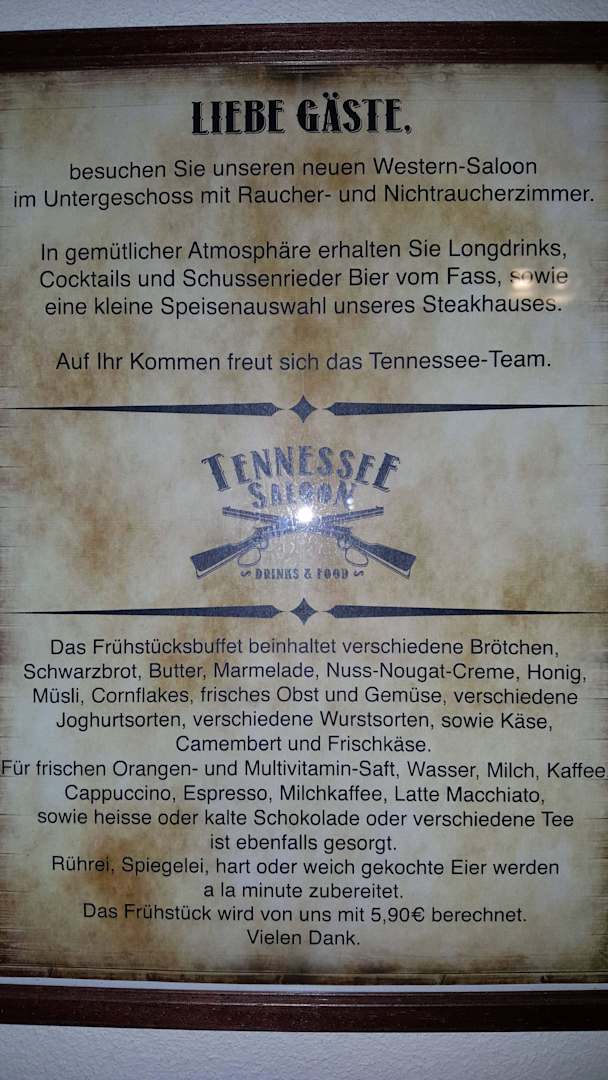 LIEBE GÄSTE,
besuchen Sie unseren neuen Western-Saloon
im Untergeschoss mit Raucher- und Nichtraucherzimmer.
In gemütlicher Atmosphäre erhalten Sie Longdrinks,
Cocktails und Schussenrieder Bier vom Fass, sowie
eine kleine Speisenauswahl unseres Steakhauses.
Auf Ihr Kommen freut sich das Tennessee-Team.
TENNESSEE
SALOON
~ DRINKS & FOOD ~
Das Frühstücksbuffet beinhaltet verschiedene Brötchen,
Schwarzbrot, Butter, Marmelade, Nuss-Nougat-Creme, Honig,
Müsli, Cornflakes, frisches Obst und Gemüse, verschiedene
Joghurtsorten, verschiedene Wurstsorten, sowie Käse,
Camembert und Frischkäse.
Für frischen Orangen- und Multivitamin-Saft, Wasser, Milch, Kaffee,
Cappuccino, Espresso, Milchkaffee, Latte Macchiato,
sowie heisse oder kalte Schokolade oder verschiedene Tee
ist ebenfalls gesorgt.
Rührei, Spiegelei, hart oder weich gekochte Eier werden
a la minute zubereitet.
Das Frühstück wird von uns mit 5,90€ berechnet.
Vielen Dank.